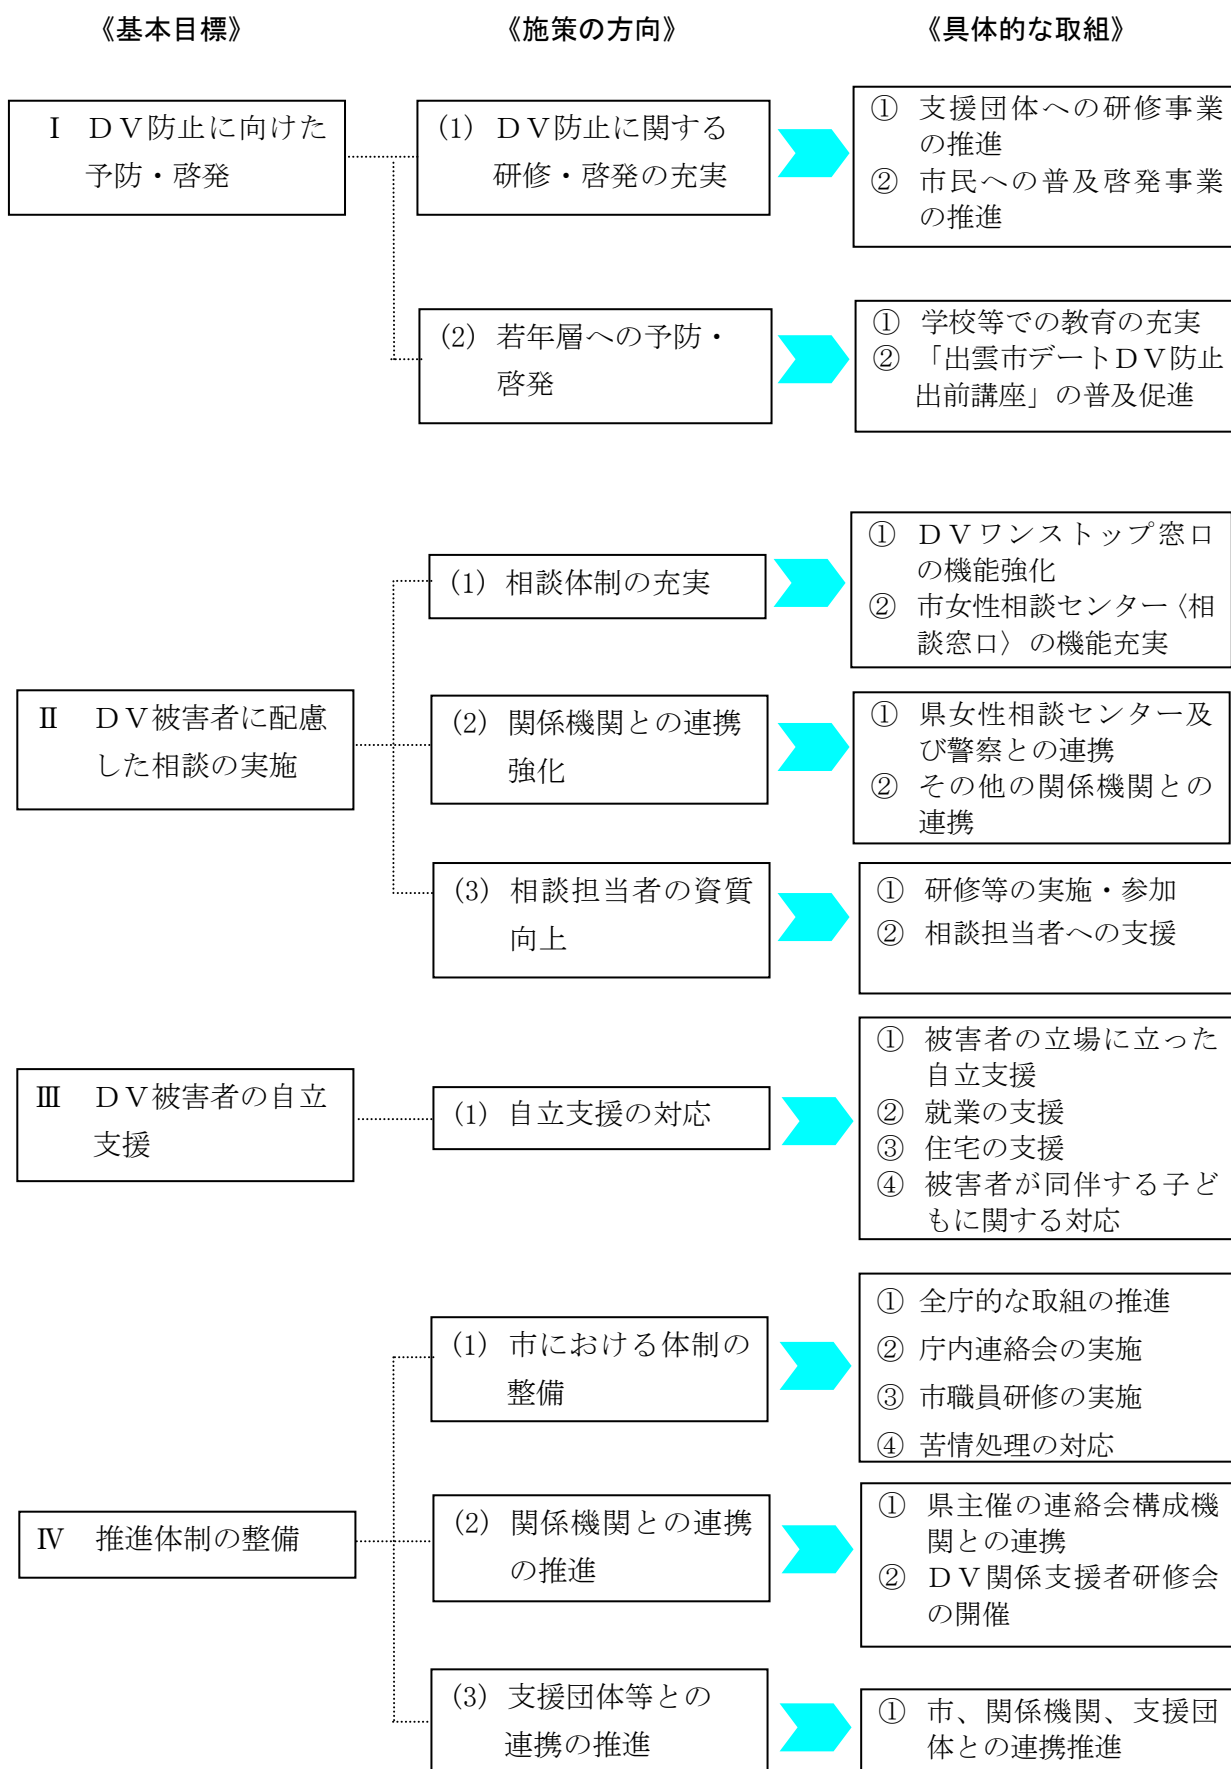 《基本目標》
《施策の方向》
《具体的な取組》
Ⅰ ＤＶ防止に向けた
予防・啓発
(1) ＤＶ防止に関する
研修・啓発の充実
① 支援団体への研修事業
の推進
② 市民への普及啓発事業
の推進
(2) 若年層への予防・
啓発
① 学校等での教育の充実
② 「出雲市デートＤＶ防止
出前講座」の普及促進
Ⅱ ＤＶ被害者に配慮
した相談の実施
(1) 相談体制の充実
① ＤＶワンストップ窓口
の機能強化
② 市女性相談センター〈相
談窓口〉の機能充実
(2) 関係機関との連携
強化
① 県女性相談センター及
び警察との連携
② その他の関係機関との
連携
(3) 相談担当者の資質
向上
① 研修等の実施・参加
② 相談担当者への支援
Ⅲ ＤＶ被害者の自立
支援
(1) 自立支援の対応
① 被害者の立場に立った
自立支援
② 就業の支援
③ 住宅の支援
④ 被害者が同伴する子ど
もに関する対応
Ⅳ 推進体制の整備
(1) 市における体制の
整備
① 全庁的な取組の推進
② 庁内連絡会の実施
③ 市職員研修の実施
④ 苦情処理の対応
(2) 関係機関との連携
の推進
① 県主催の連絡会構成機
関との連携
② ＤＶ関係支援者研修会
の開催
(3) 支援団体等との
連携の推進
① 市、関係機関、支援団
体との連携推進